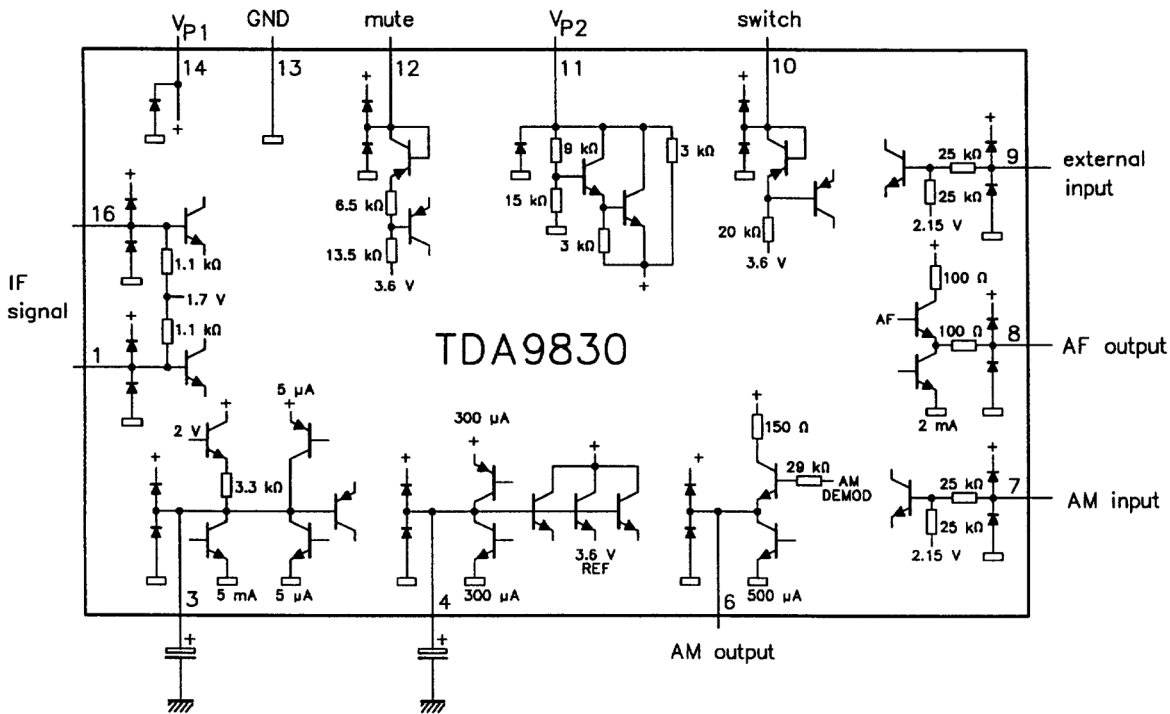 VP1 GND mute VP2 switch
14 13 12 11 10
+ + + + +
9 kΩ 3 kΩ
15 kΩ 3 kΩ
6.5 kΩ
13.5 kΩ
3.6 V
20 kΩ
3.6 V
25 kΩ 9 external input
25 kΩ
2.15 V
16
1.1 kΩ
1.7 V
1.1 kΩ
IF signal
1
TDA9830
100 Ω
AF 100 Ω 8 AF output
2 mA
5 µA
2 V
3.3 kΩ
5 mA 5 µA
3
300 µA
3.6 V
REF
300 µA
4
150 Ω
29 kΩ
AM
DEMOD
500 µA
6
AM output
25 kΩ 7 AM input
25 kΩ
2.15 V